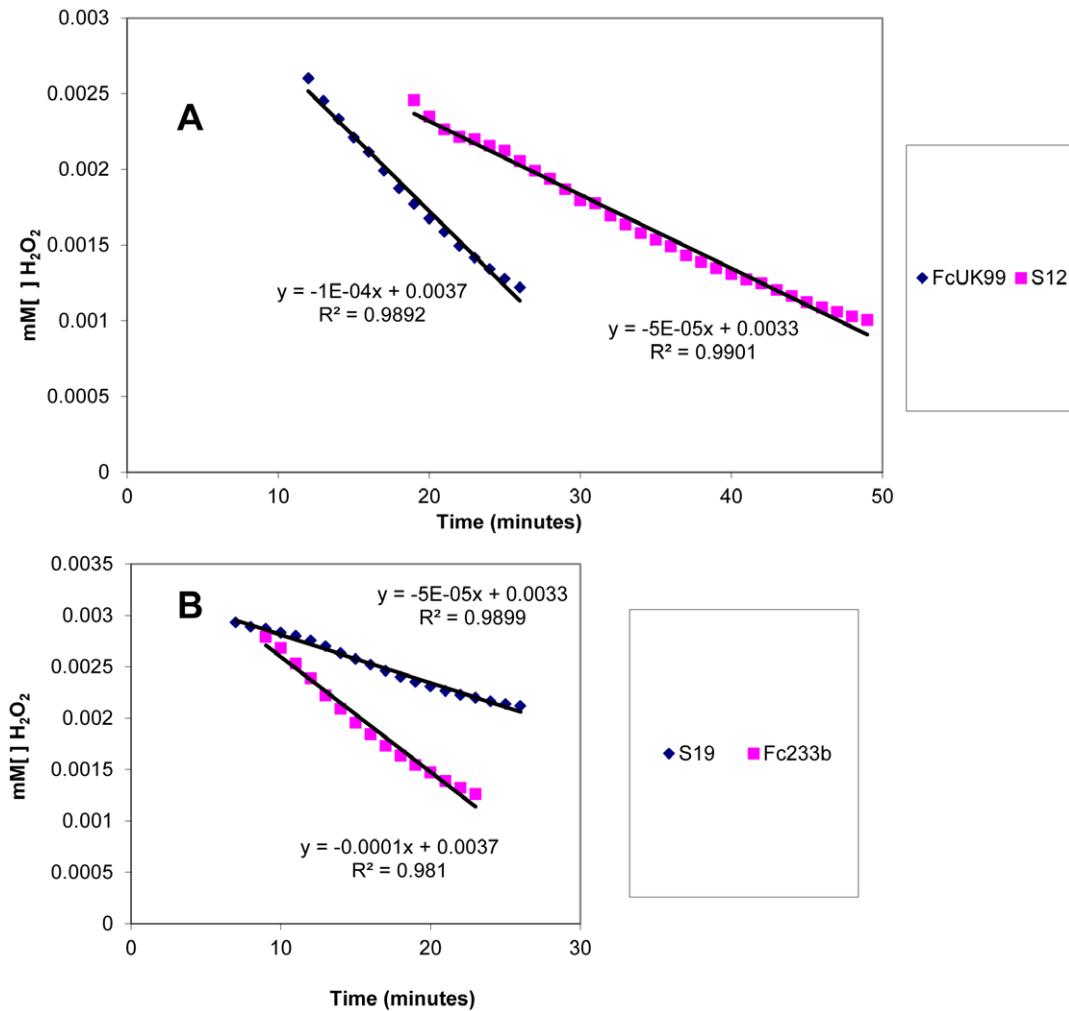 0.003
0.0025
0.002
0.0015
0.001
0.0005
0
mM[ ] H₂O₂
A
y = -1E-04x + 0.0037
R² = 0.9892
y = -5E-05x + 0.0033
R² = 0.9901
0 10 20 30 40 50
Time (minutes)
FcUK99 S12
0.0035
0.003
0.0025
0.002
0.0015
0.001
0.0005
0
mM[ ] H₂O₂
B
y = -5E-05x + 0.0033
R² = 0.9899
y = -0.0001x + 0.0037
R² = 0.981
0 10 20 30
Time (minutes)
S19 Fc233b